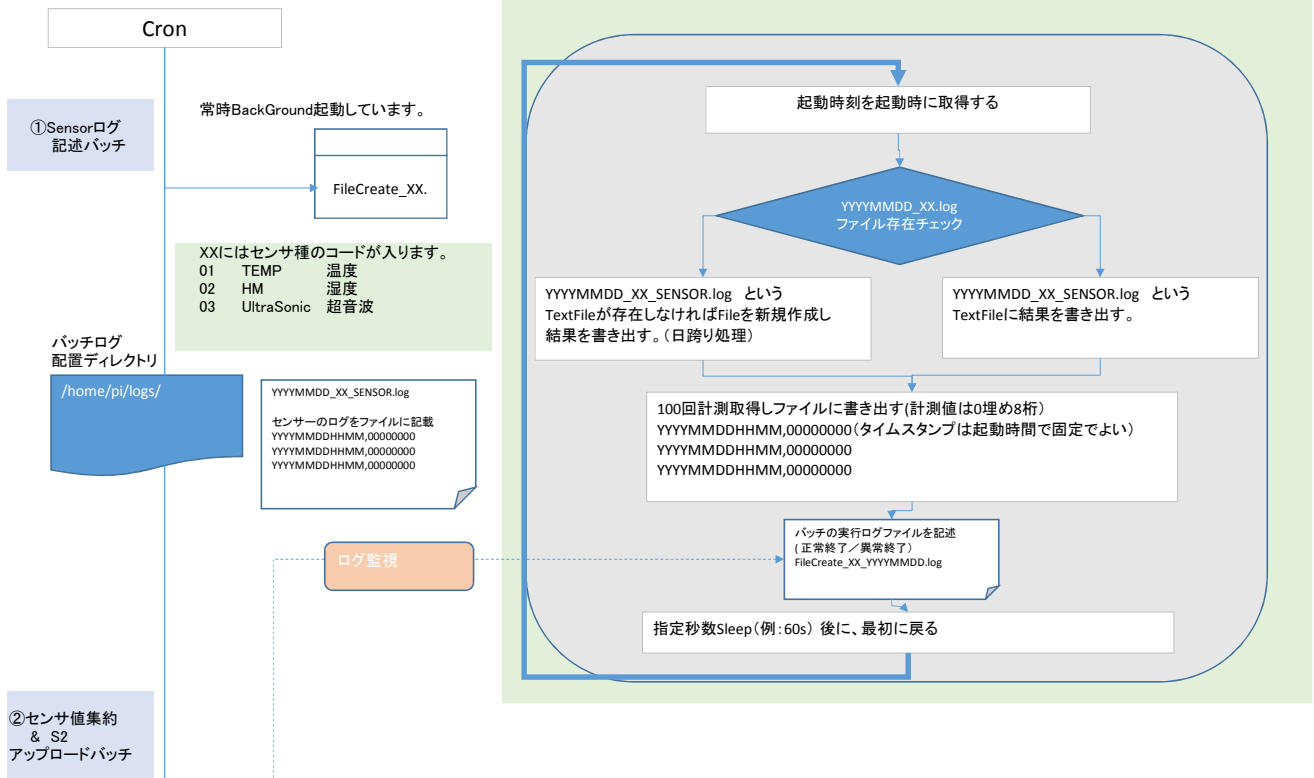 Cron
①Sensorログ
記述バッチ
常時BackGround起動しています。
FileCreate_XX.
XXにはセンサ種のコードが入ります。
01 TEMP 温度
02 HM 湿度
03 UltraSonic 超音波
バッチログ
配置ディレクトリ
/home/pi/logs/
YYYYMMDD_XX_SENSOR.log
センサーのログをファイルに記載
YYYYMMDDHHMM,00000000
YYYYMMDDHHMM,00000000
YYYYMMDDHHMM,00000000
ログ監視
②センサ値集約
& S2
アップロードバッチ
起動時刻を起動時に取得する
YYYYMMDD_XX.log
ファイル存在チェック
YYYYMMDD_XX_SENSOR.log という
TextFileが存在しなければFileを新規作成し
結果を書き出す。（日跨り処理）
YYYYMMDD_XX_SENSOR.log という
TextFileに結果を書き出す。
100回計測取得しファイルに書き出す(計測値は0埋め8桁）
YYYYMMDDHHMM,00000000（タイムスタンプは起動時間で固定でよい）
YYYYMMDDHHMM,00000000
YYYYMMDDHHMM,00000000
バッチの実行ログファイルを記述
(正常終了／異常終了）
FileCreate_XX_YYYYMMDD.log
指定秒数Sleep（例：60s） 後に、最初に戻る